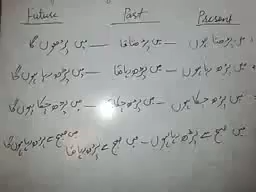 Future Past Present
میں پڑھتا ہوں — میں پڑھتا تھا — میں پڑھوں گا
میں پڑھ رہا ہوں — میں پڑھ رہا تھا — میں پڑھ رہا ہوں گا
میں پڑھ چکا ہوں — میں پڑھ چکا تھا — میں پڑھ چکا ہوں گا
میں صبح سے پڑھ رہا ہوں — میں صبح سے پڑھ رہا تھا — میں صبح سے پڑھ رہا ہوں گا